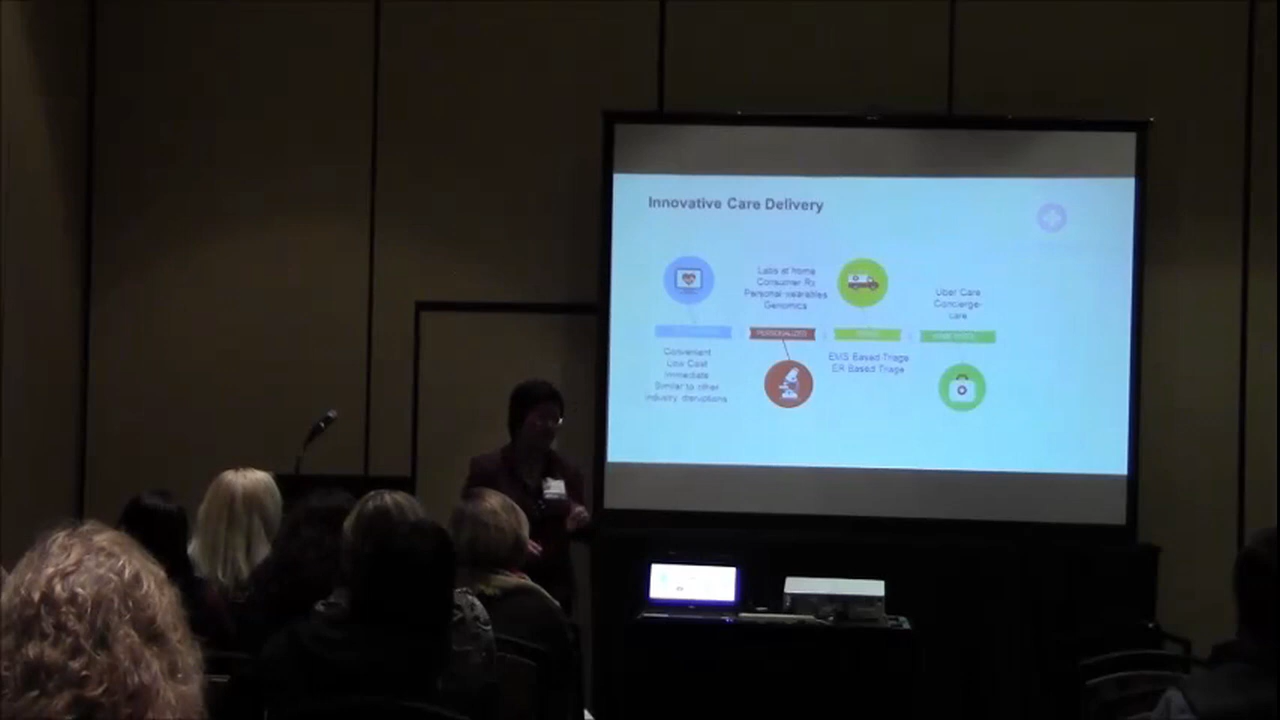 Innovative Care Delivery
Convenient
Low Cost
Immediate
Similar to other
industry disruptions
Labs at home
Consumer Rx
Personal wearables
Genomics
PERSONALIZED
EMS Based Triage
ER Based Triage
Uber Care
Concierge-
care